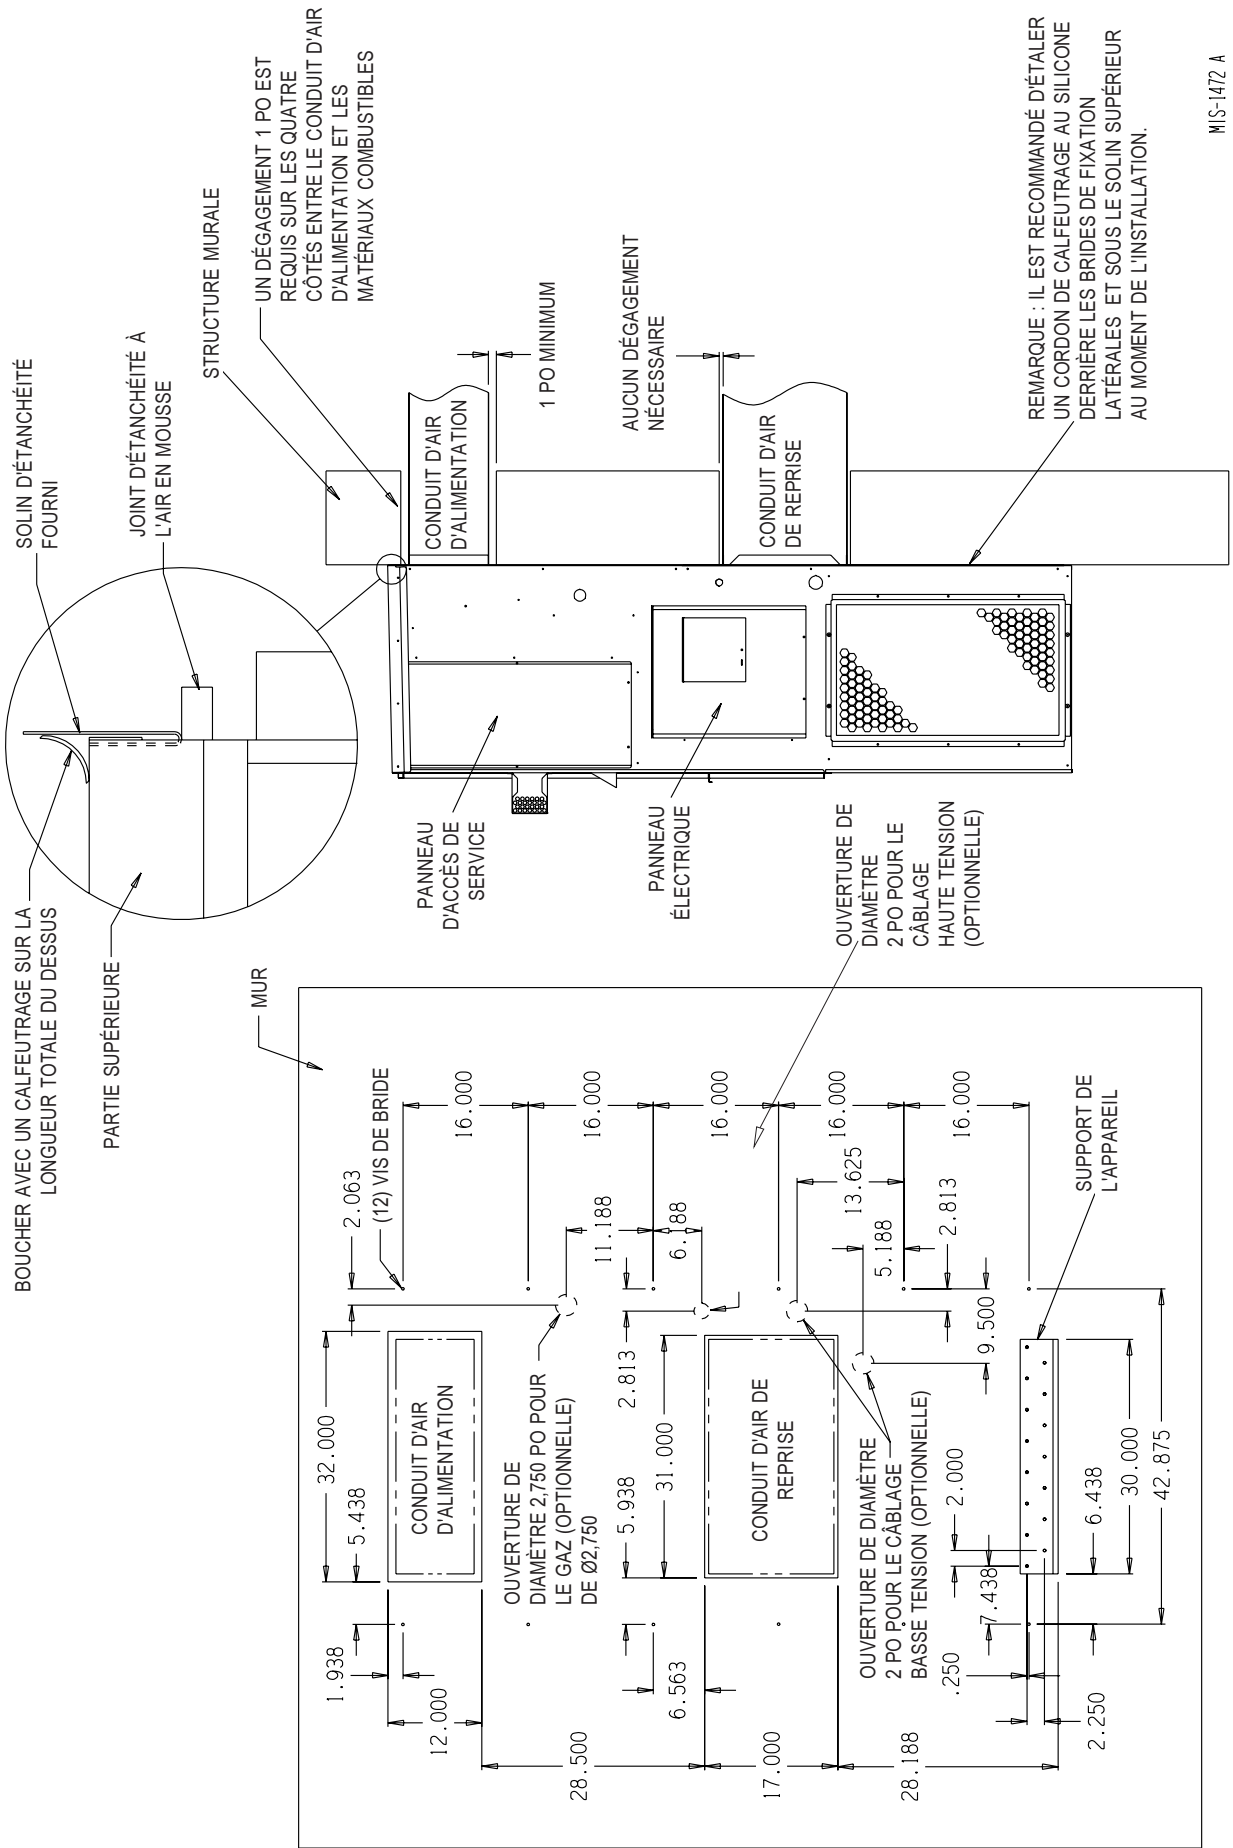 BOUCHER AVEC UN CALFEUTRAGE SUR LA
LONGUEUR TOTALE DU DESSUS
PARTIE SUPÉRIEURE
SOLIN D'ÉTANCHÉITÉ
FOURNI
JOINT D'ÉTANCHÉITÉ À
L'AIR EN MOUSSE
STRUCTURE MURALE
UN DÉGAGEMENT 1 PO EST
REQUIS SUR LES QUATRE
CÔTÉS ENTRE LE CONDUIT D'AIR
D'ALIMENTATION ET LES
MATÉRIAUX COMBUSTIBLES
CONDUIT D'AIR
D'ALIMENTATION
1 PO MINIMUM
AUCUN DÉGAGEMENT
NÉCESSAIRE
CONDUIT D'AIR
DE REPRISE
REMARQUE : IL EST RECOMMANDÉ D'ÉTALER
UN CORDON DE CALFEUTRAGE AU SILICONE
DERRIÈRE LES BRIDES DE FIXATION
LATÉRALES ET SOUS LE SOLIN SUPÉRIEUR
AU MOMENT DE L'INSTALLATION.
MIS-1472 A
PANNEAU
D'ACCÈS DE
SERVICE
PANNEAU
ÉLECTRIQUE
OUVERTURE DE
DIAMÈTRE
2 PO POUR LE
CÂBLAGE
HAUTE TENSION
(OPTIONNELLE)
MUR
2.063
(12) VIS DE BRIDE
16.000
16.000
16.000
16.000
16.000
32.000
5.438
1.938
12.000
CONDUIT D'AIR
D'ALIMENTATION
11.188
6.188
OUVERTURE DE
DIAMÈTRE 2,750 PO POUR
LE GAZ (OPTIONNELLE)
DE Ø2,750
28.500
2.813
31.000
5.938
6.563
CONDUIT D'AIR DE
REPRISE
17.000
13.625
5.188
2.813
9.500
OUVERTURE DE DIAMÈTRE
2 PO POUR LE CÂBLAGE
BASSE TENSION (OPTIONNELLE)
28.188
2.000
7.438
.250
2.250
6.438
30.000
42.875
SUPPORT DE
L'APPAREIL